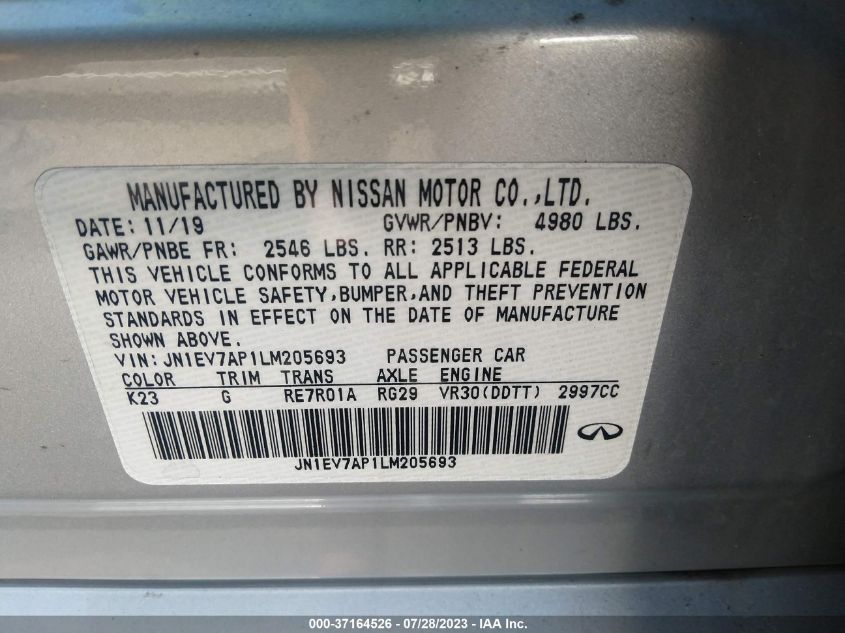 MANUFACTURED BY NISSAN MOTOR CO.,LTD.
DATE: 11/19 GVWR/PNBV: 4980 LBS.
GAWR/PNBE FR: 2546 LBS. RR: 2513 LBS.
THIS VEHICLE CONFORMS TO ALL APPLICABLE FEDERAL
MOTOR VEHICLE SAFETY,BUMPER,AND THEFT PREVENTION
STANDARDS IN EFFECT ON THE DATE OF MANUFACTURE
SHOWN ABOVE.
VIN: JN1EV7AP1LM205693 PASSENGER CAR
COLOR TRIM TRANS AXLE ENGINE
K23 G RE7R01A RG29 VR30(DDTT) 2997CC
JN1EV7AP1LM205693
000-37164526 - 07/28/2023 - IAA Inc.